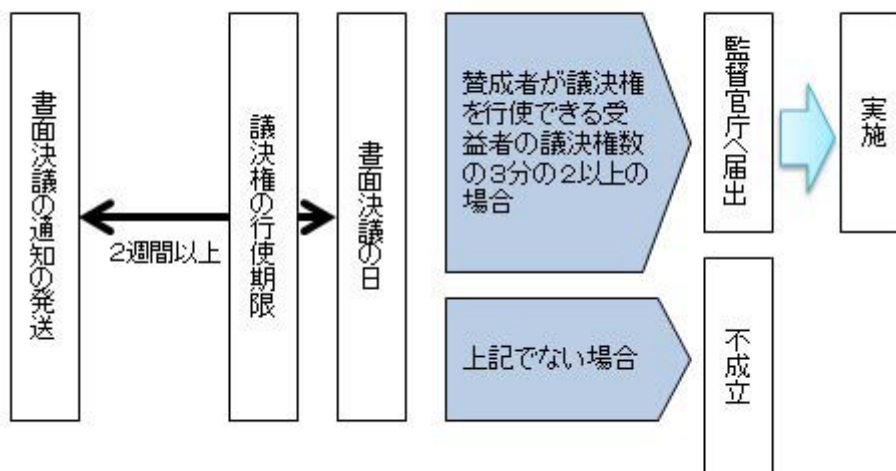 書面決議の通知の発送
2週間以上
議決権の行使期限
書面決議の日
賛成者が議決権
を行使できる受
益者の議決権数
の3分の2以上の
場合
監督官庁へ届出
実施
上記でない場合
不成立